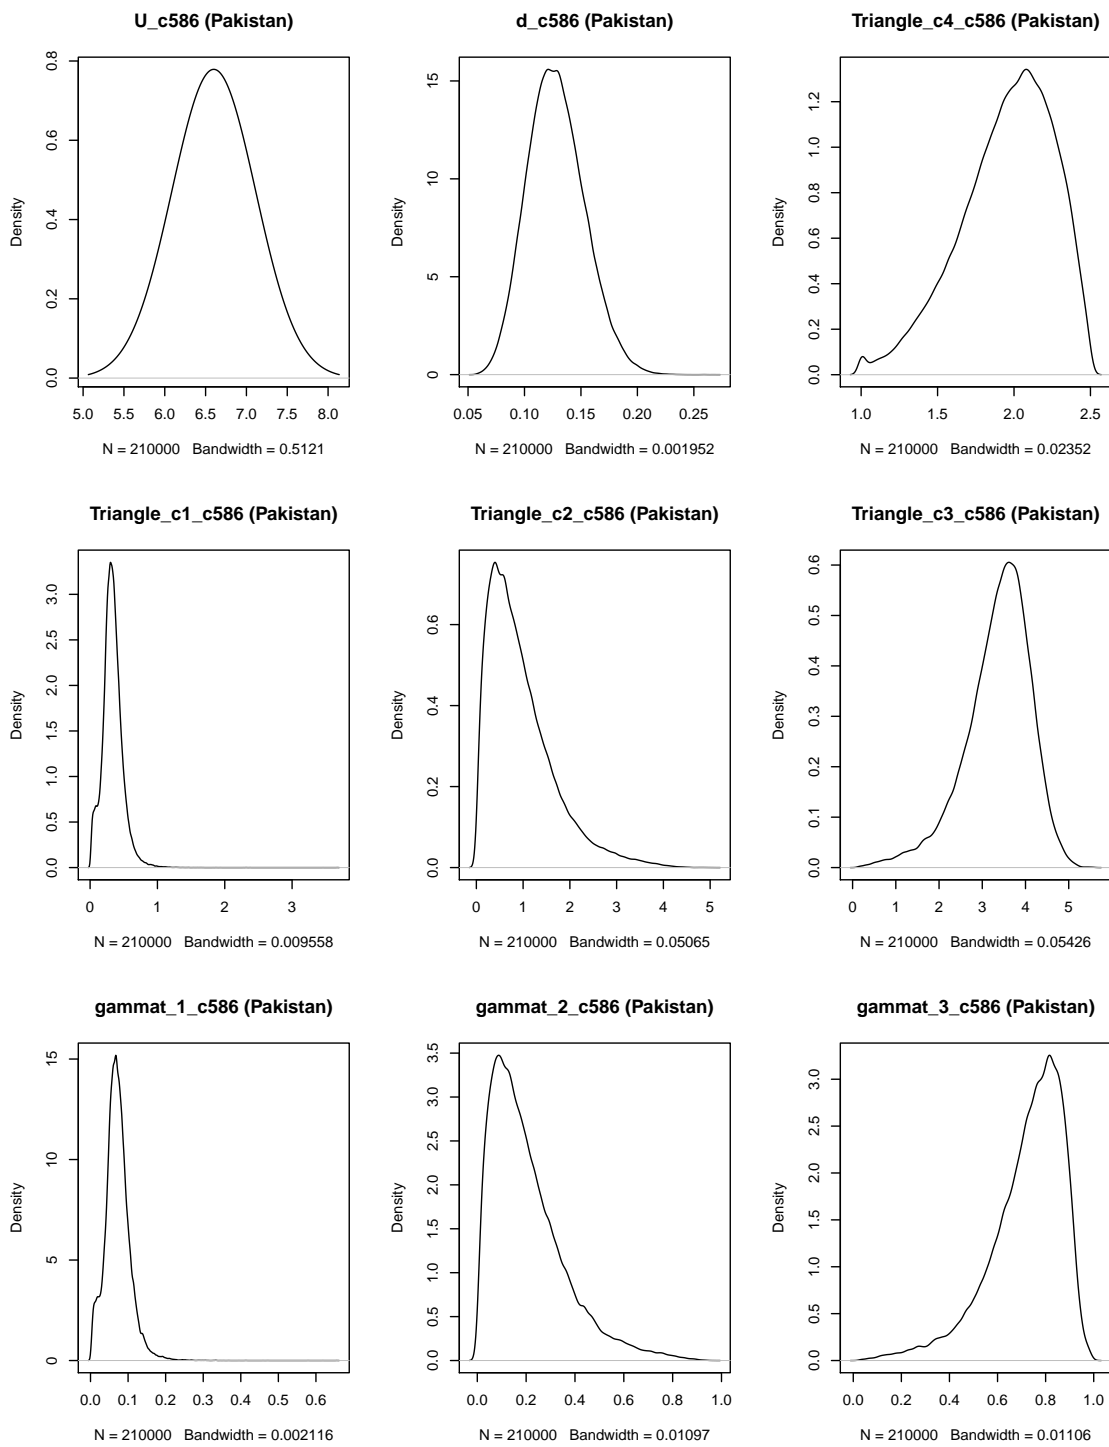 U_c586 (Pakistan)
d_c586 (Pakistan)
Triangle_c4_c586 (Pakistan)
Density
0.0 0.2 0.4 0.6 0.8
5.0 5.5 6.0 6.5 7.0 7.5 8.0
N = 210000 Bandwidth = 0.5121
Density
0 5 10 15
0.05 0.10 0.15 0.20 0.25
N = 210000 Bandwidth = 0.001952
Density
0.0 0.2 0.4 0.6 0.8 1.0 1.2
1.0 1.5 2.0 2.5
N = 210000 Bandwidth = 0.02352
Triangle_c1_c586 (Pakistan)
Triangle_c2_c586 (Pakistan)
Triangle_c3_c586 (Pakistan)
Density
0.0 0.5 1.0 1.5 2.0 2.5 3.0
0 1 2 3
N = 210000 Bandwidth = 0.009558
Density
0.0 0.2 0.4 0.6
0 1 2 3 4 5
N = 210000 Bandwidth = 0.05065
Density
0.0 0.1 0.2 0.3 0.4 0.5 0.6
0 1 2 3 4 5
N = 210000 Bandwidth = 0.05426
gammat_1_c586 (Pakistan)
gammat_2_c586 (Pakistan)
gammat_3_c586 (Pakistan)
Density
0 5 10 15
0.0 0.1 0.2 0.3 0.4 0.5 0.6
N = 210000 Bandwidth = 0.002116
Density
0.0 0.5 1.0 1.5 2.0 2.5 3.0 3.5
0.0 0.2 0.4 0.6 0.8 1.0
N = 210000 Bandwidth = 0.01097
Density
0.0 0.5 1.0 1.5 2.0 2.5 3.0
0.0 0.2 0.4 0.6 0.8 1.0
N = 210000 Bandwidth = 0.01106